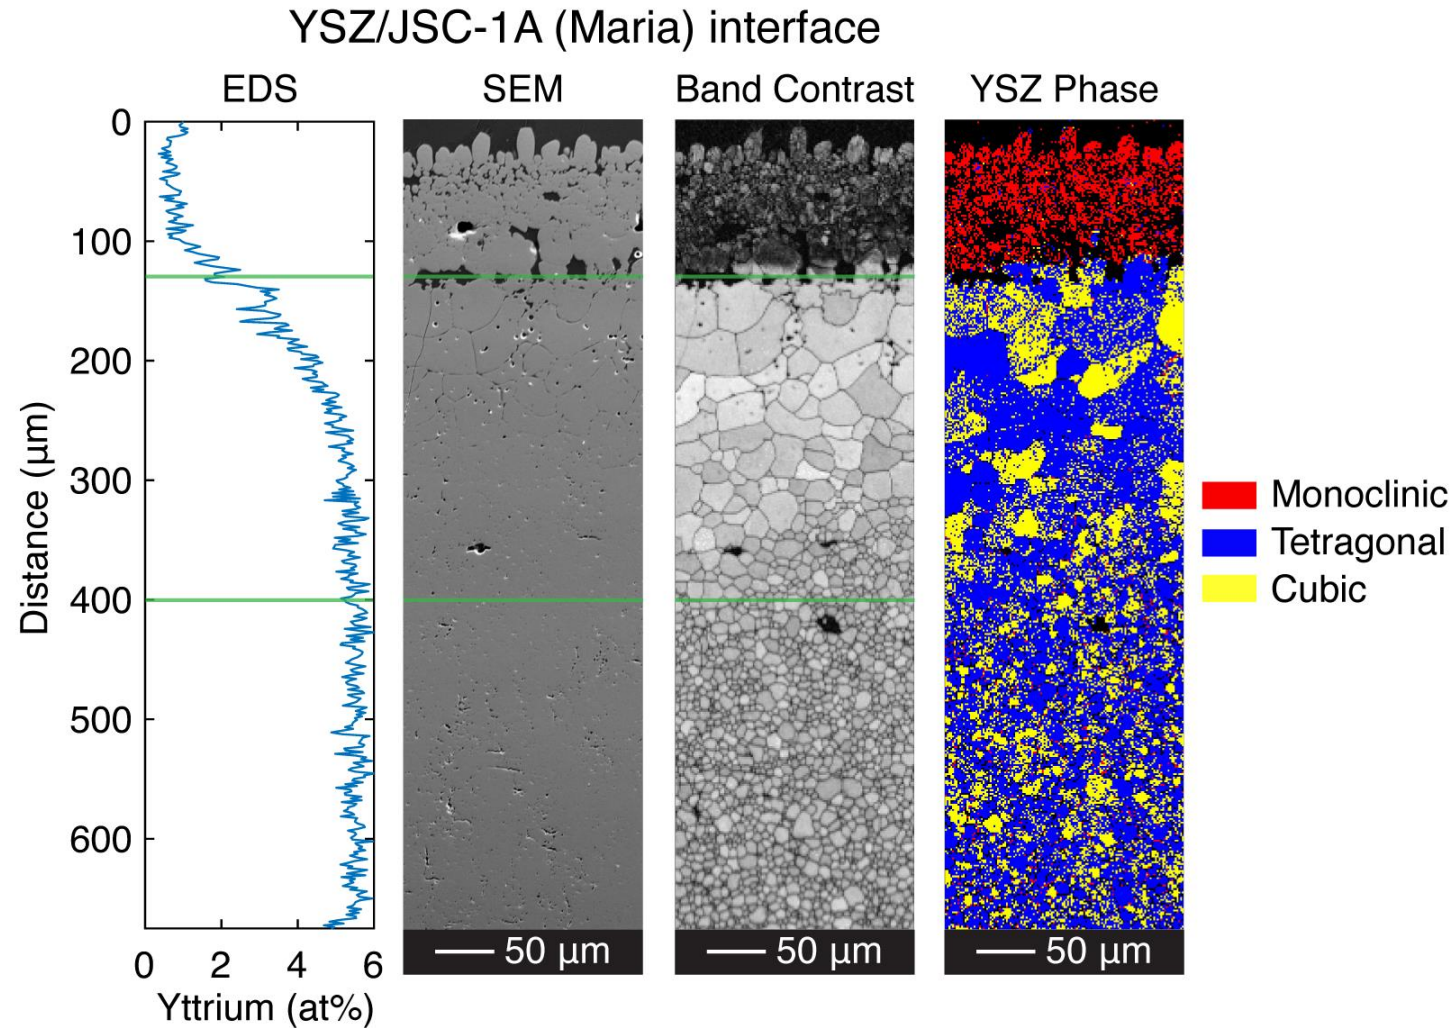 YSZ/JSC-1A (Maria) interface
EDS
SEM
Band Contrast
YSZ Phase
0
100
200
300
400
500
600
Distance (µm)
0 2 4 6
Yttrium (at%)
50 µm
50 µm
50 µm
Monoclinic
Tetragonal
Cubic